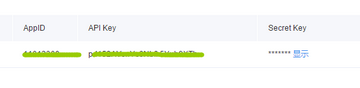 AppID API Key Secret Key
******* 显示